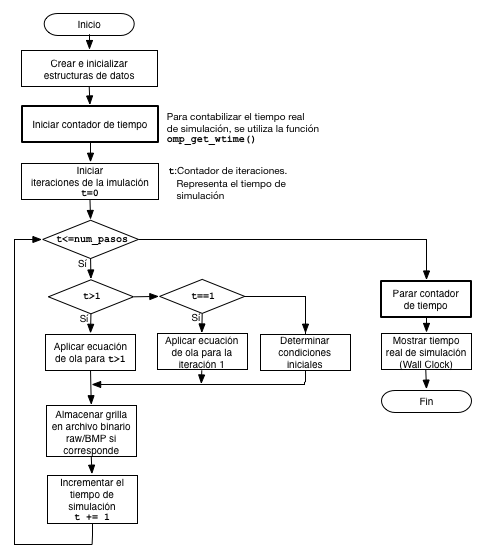 Inicio
Crear e inicializar
estructuras de datos
Iniciar contador de tiempo
Para contabilizar el tiempo real
de simulación, se utiliza la función
omp_get_wtime()
Iniciar
iteraciones de la imulación
t=0
t:Contador de iteraciones.
Representa el tiempo de
simulación
t<=num_pasos
Sí
t>1
t==1
Sí
Sí
Aplicar ecuación
de ola para t>1
Aplicar ecuación
de ola para la
iteración 1
Determinar
condiciones
iniciales
Parar contador
de tiempo
Mostrar tiempo
real de simulación
(Wall Clock)
Fin
Almacenar grilla
en archivo binario
raw/BMP si
corresponde
Incrementar el
tiempo de
simulación
t += 1